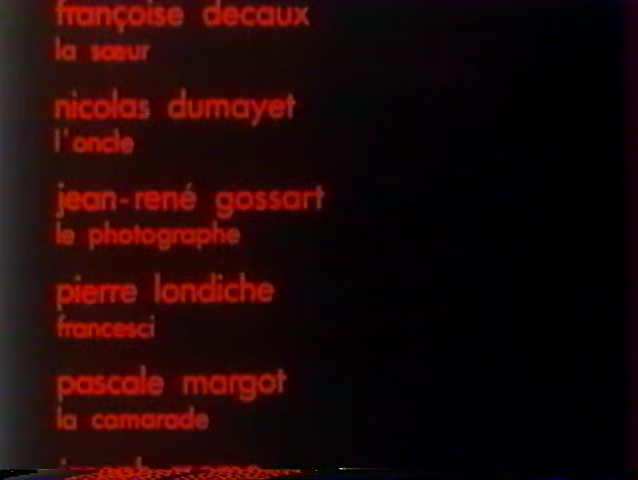 françoise decaux
la sœur
nicolas dumayet
l'oncle
jean-rené gossart
le photographe
pierre londiche
francesci
pascale margot
la camarade